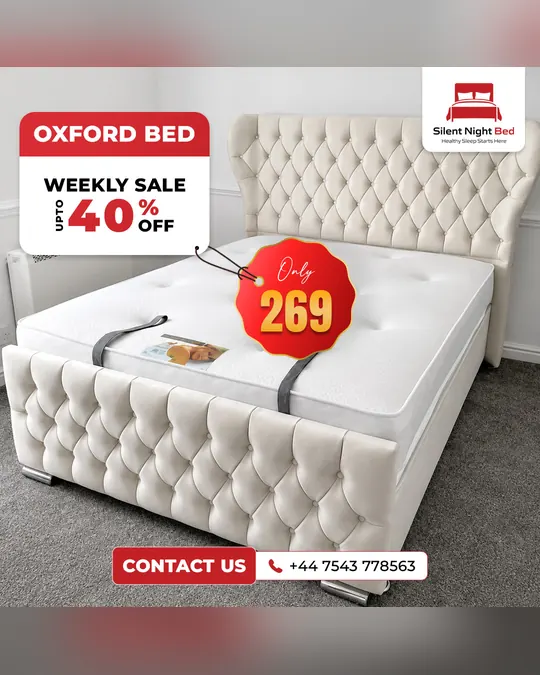 Silent Night Bed
Healthy Sleep Starts Here
OXFORD BED
WEEKLY SALE
UPTO 40% OFF
Only
269
CONTACT US
+44 7543 778563